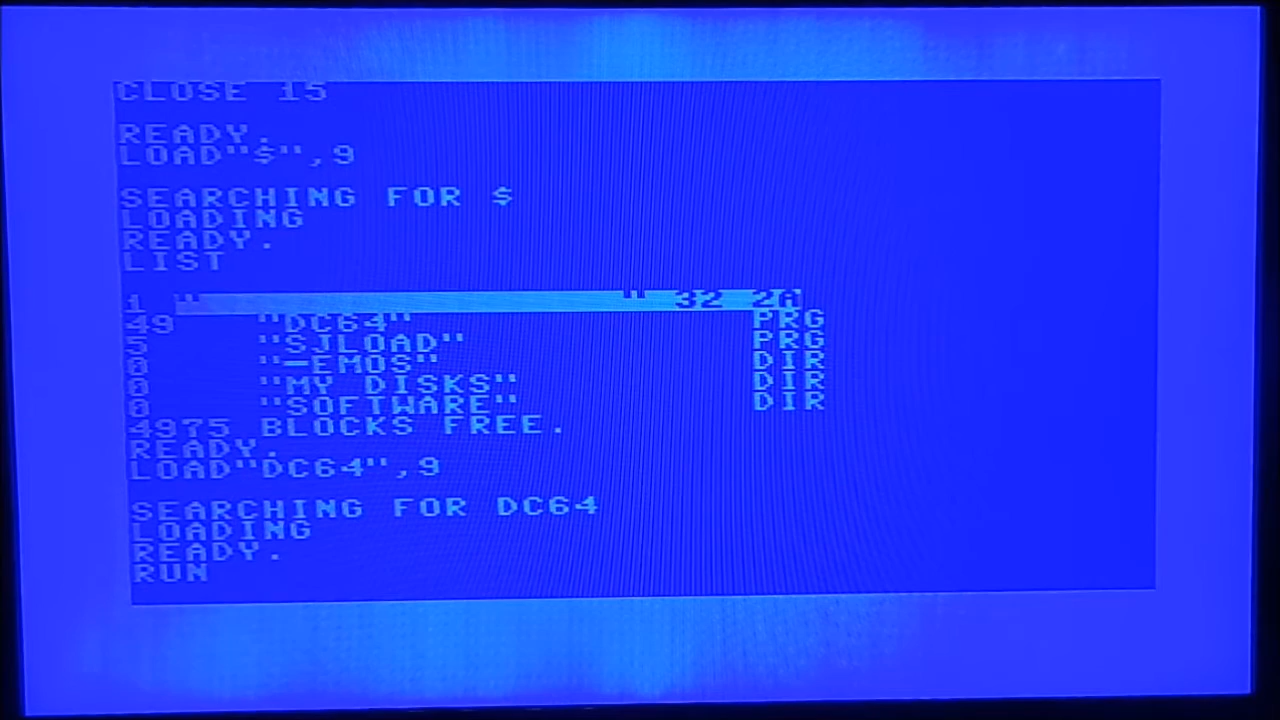 CLOSE 15
READY.
LOAD"$",9
SEARCHING FOR $
LOADING
READY.
LIST
1 "                " 32 2A
49 "DC64" PRG
5 "SJLOAD" PRG
0 "—EMOS" DIR
0 "MY DISKS" DIR
0 "SOFTWARE" DIR
4975 BLOCKS FREE.
READY.
LOAD"DC64",9
SEARCHING FOR DC64
LOADING
READY.
RUN